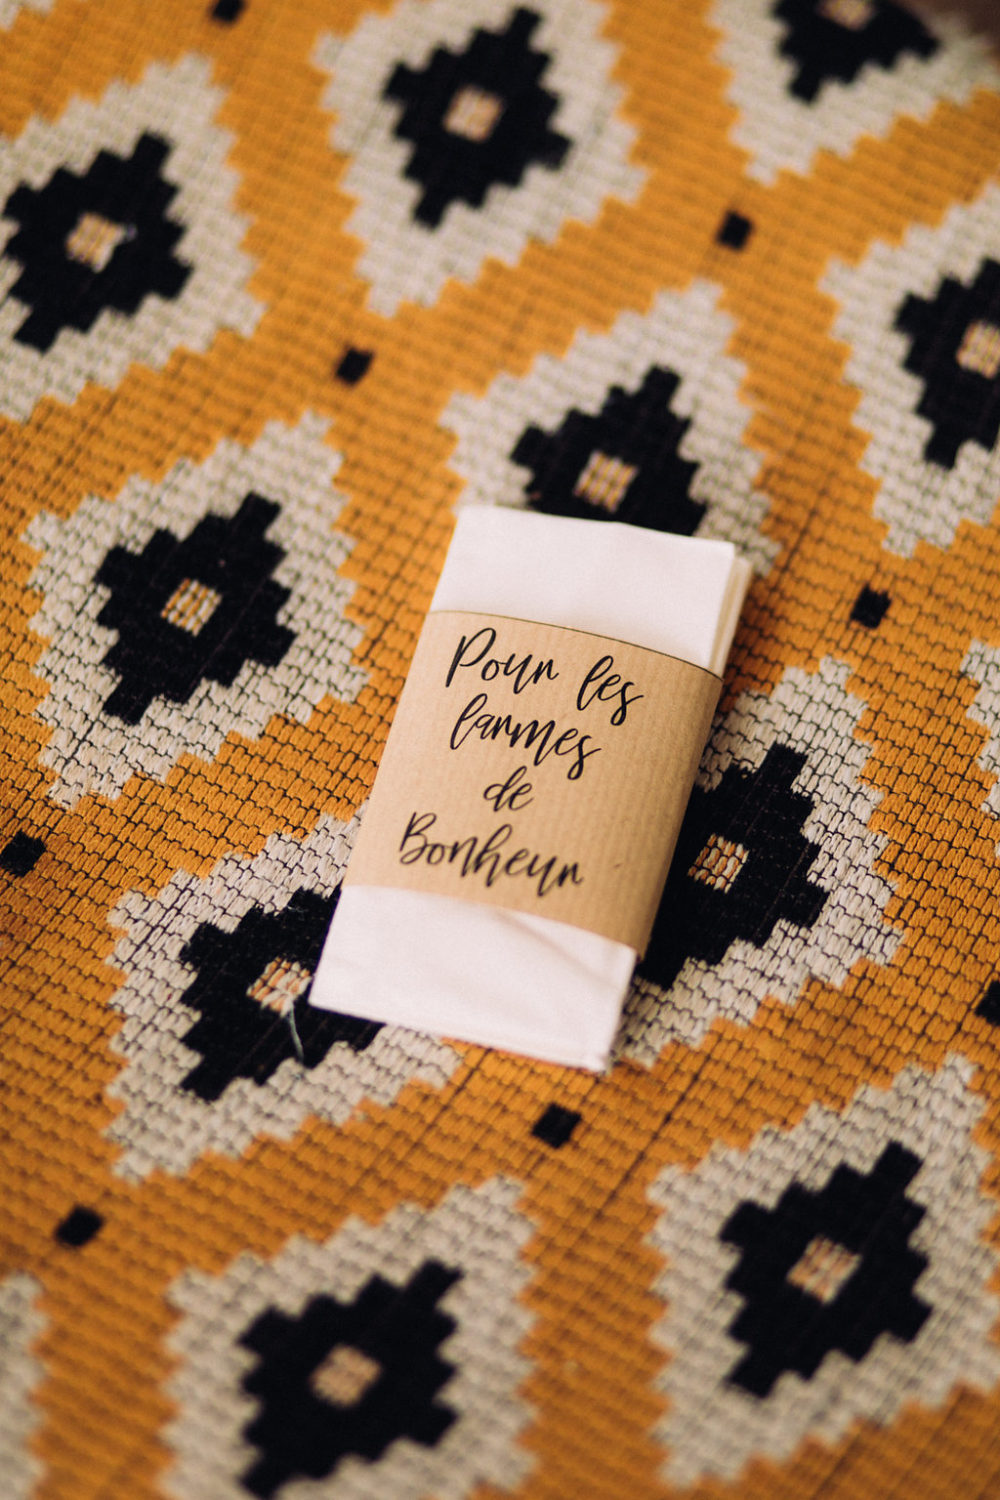 Pour les
larmes
de
Bonheur